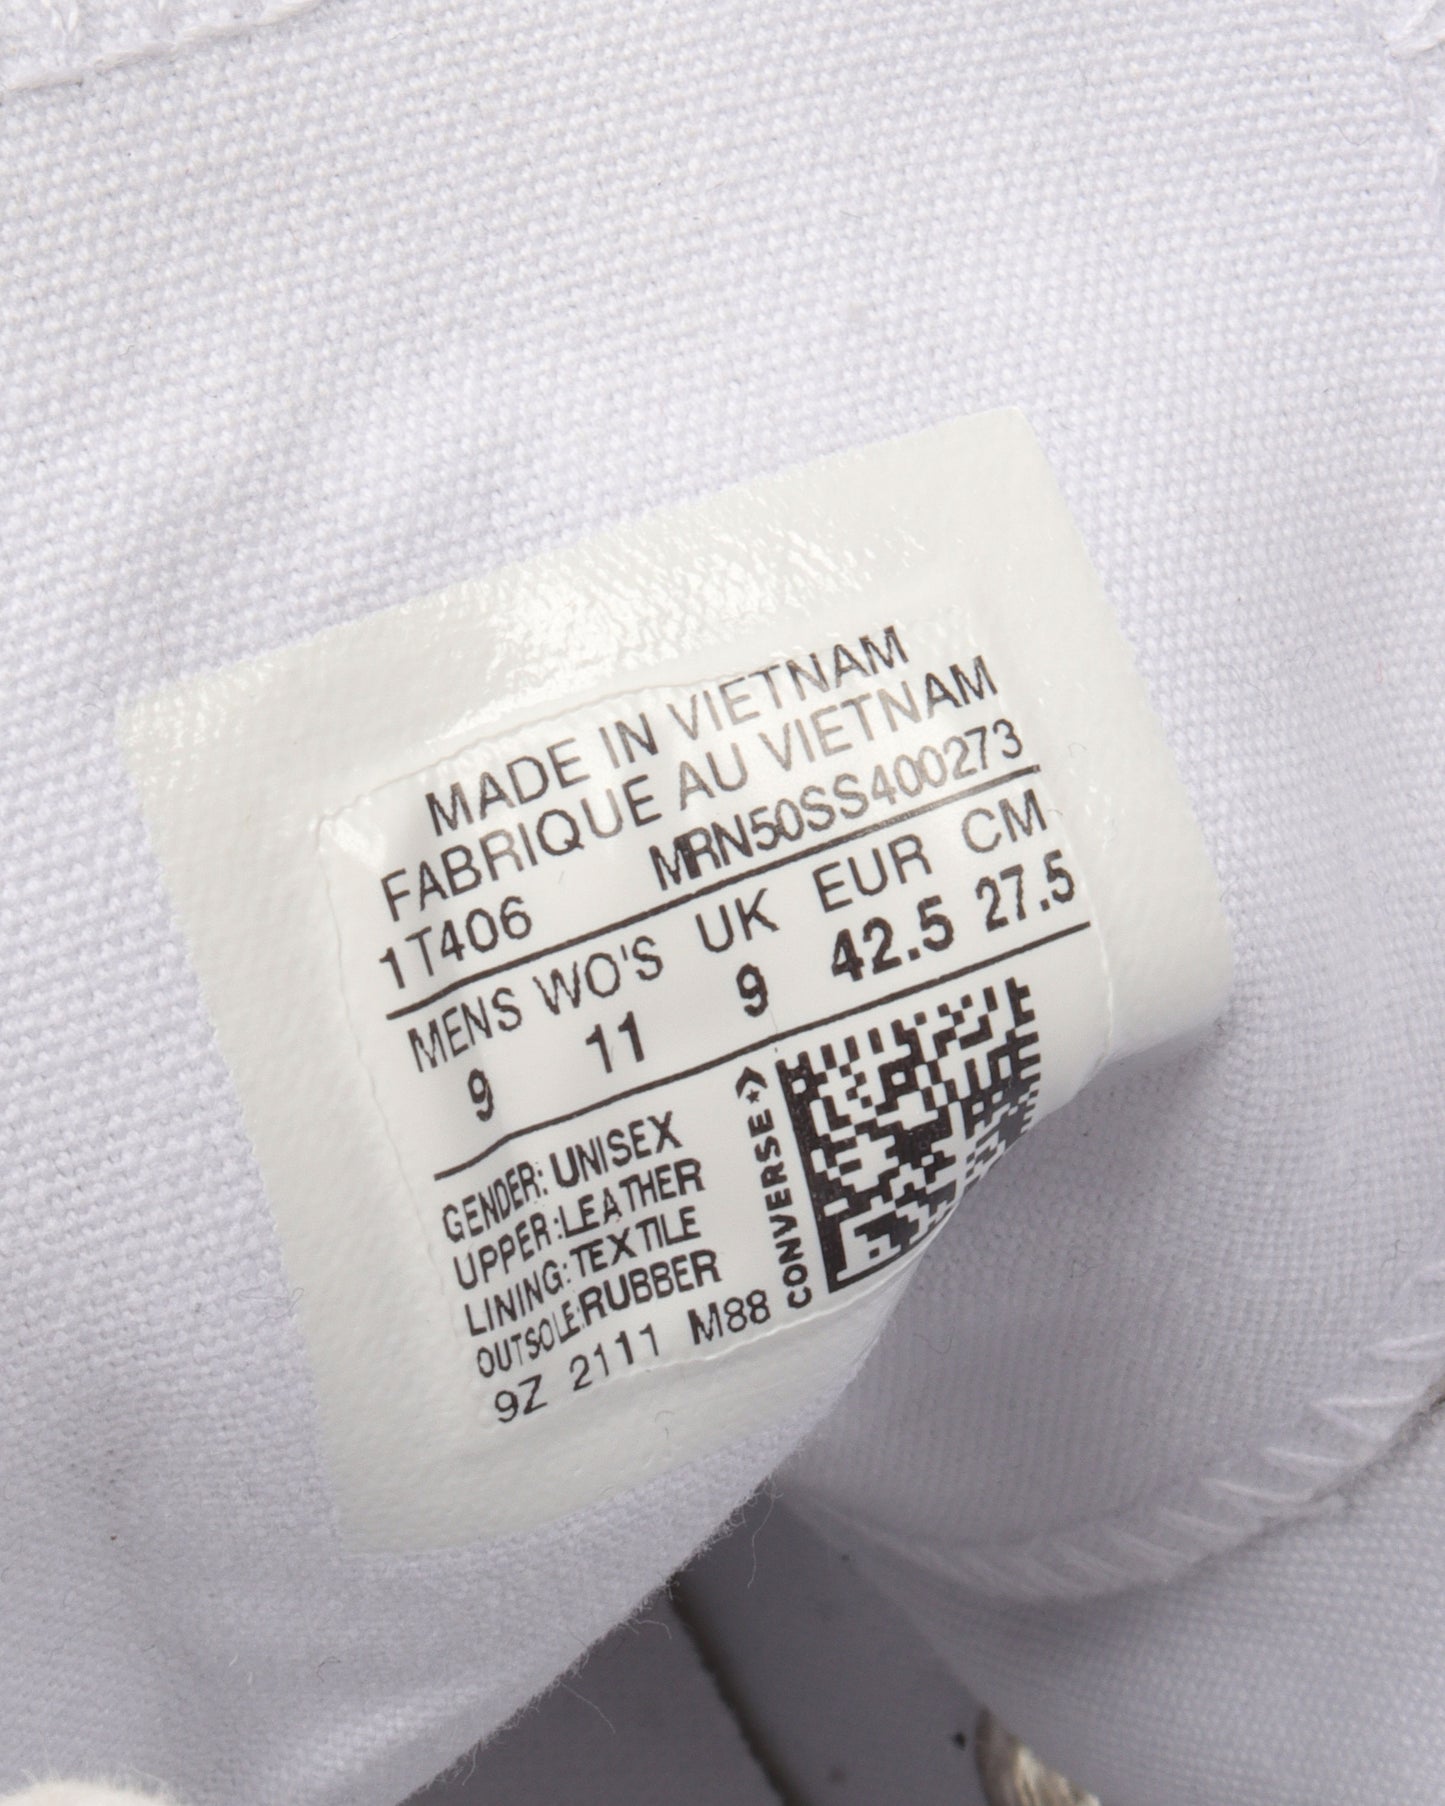 MADE IN VIETNAM
FABRIQUE AU VIETNAM
1T406 MRN50SS400273
MENS WO'S UK EUR CM
9 11 9 42.5 27.5
GENDER: UNISEX
UPPER:LEATHER
LINING:TEXTILE
OUTSOLE:RUBBER
9Z 2111 M88
CONVERSE